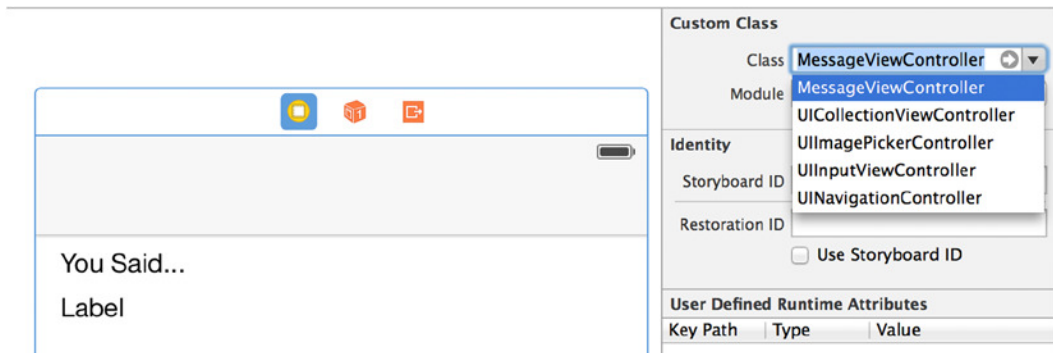 Custom Class
Class MessageViewController
MessageViewController
Module
UICollectionViewController
UIImagePickerController
Identity
UIInputViewController
Storyboard ID
UINavigationController
Restoration ID
Use Storyboard ID
You Said...
Label
User Defined Runtime Attributes
Key Path Type Value